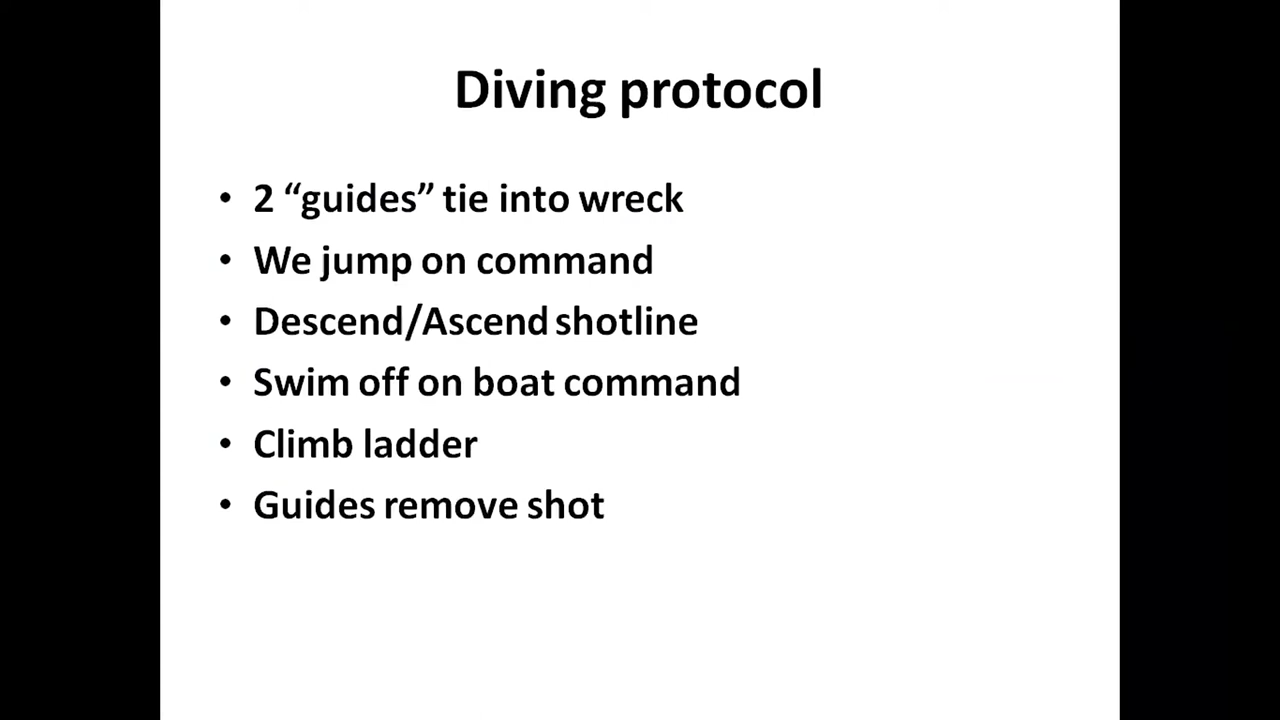 Diving protocol
• 2 “guides” tie into wreck
• We jump on command
• Descend/Ascend shotline
• Swim off on boat command
• Climb ladder
• Guides remove shot